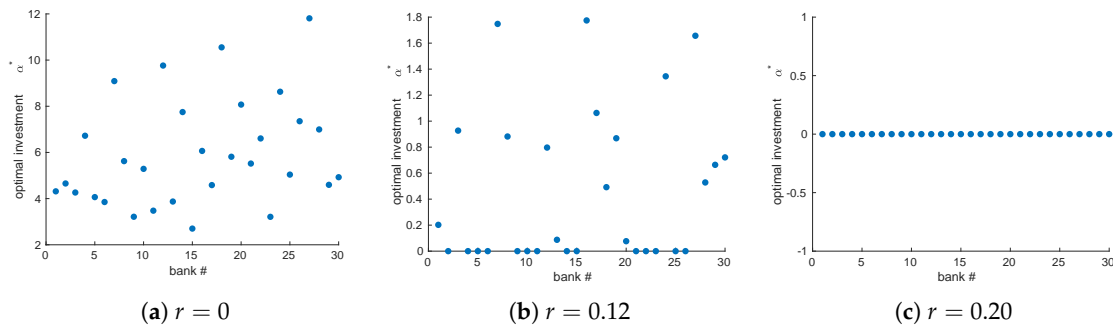 12
10
8
6
4
2
optimal investment α*
0 5 10 15 20 25 30
bank #
(a) r = 0
1.8
1.6
1.4
1.2
1
0.8
0.6
0.4
0.2
0
optimal investment α*
0 5 10 15 20 25 30
bank #
(b) r = 0.12
1
0.5
0
-0.5
-1
optimal investment α*
0 5 10 15 20 25 30
bank #
(c) r = 0.20